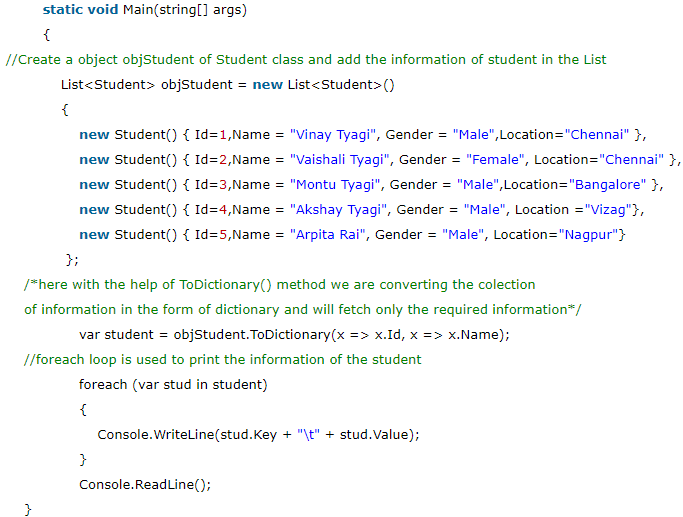 static void Main(string[] args)
{
//Create a object objStudent of Student class and add the information of student in the List
List<Student> objStudent = new List<Student>()
{
new Student() { Id=1,Name = "Vinay Tyagi", Gender = "Male",Location="Chennai" },
new Student() { Id=2,Name = "Vaishali Tyagi", Gender = "Female", Location="Chennai" },
new Student() { Id=3,Name = "Montu Tyagi", Gender = "Male",Location="Bangalore" },
new Student() { Id=4,Name = "Akshay Tyagi", Gender = "Male", Location ="Vizag"},
new Student() { Id=5,Name = "Arpita Rai", Gender = "Male", Location="Nagpur"}
};
/*here with the help of ToDictionary() method we are converting the colection
of information in the form of dictionary and will fetch only the required information*/
var student = objStudent.ToDictionary(x => x.Id, x => x.Name);
//foreach loop is used to print the information of the student
foreach (var stud in student)
{
Console.WriteLine(stud.Key + "\t" + stud.Value);
}
Console.ReadLine();
}